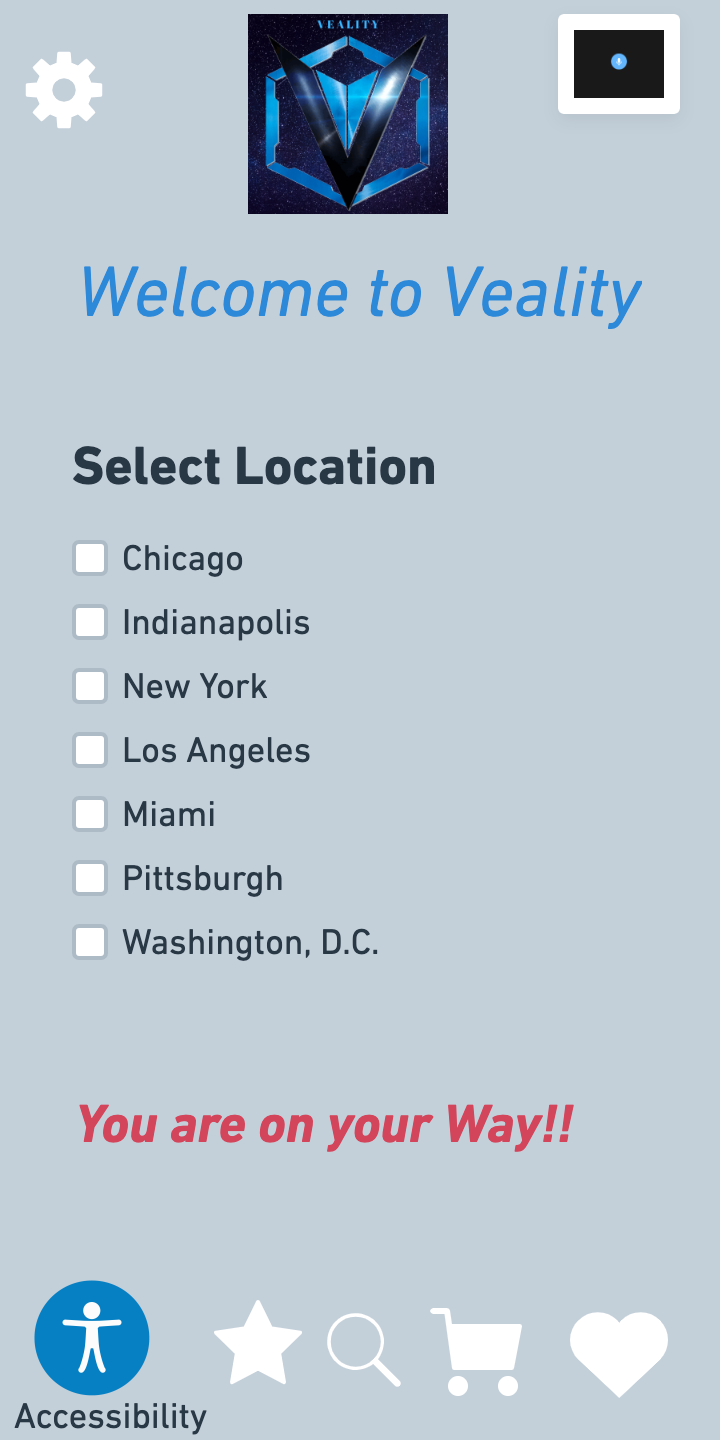 VEALITY
Welcome to Veality
Select Location
Chicago
Indianapolis
New York
Los Angeles
Miami
Pittsburgh
Washington, D.C.
You are on your Way!!
Accessibility